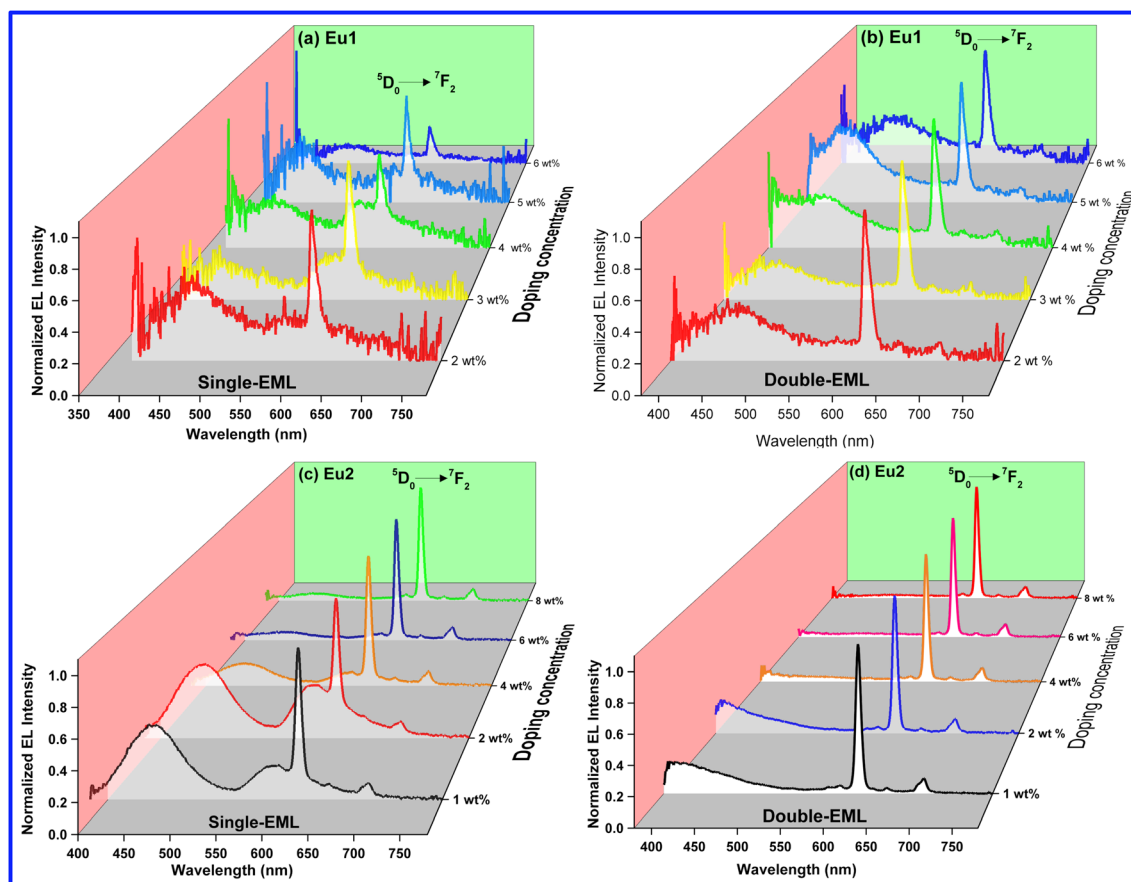 (a) Eu1
⁵D₀ → ⁷F₂
6 wt%
5 wt%
4 wt%
3 wt%
2 wt%
Doping concentration
1.0
0.8
0.6
0.4
0.2
0.0
Normalized EL Intensity
Single-EML
350 400 450 500 550 600 650 700 750
Wavelength (nm)
(b) Eu1
⁵D₀ → ⁷F₂
6 wt%
5 wt%
4 wt %
3 wt%
2 wt %
Doping concentration
1.0
0.8
0.6
0.4
0.2
0.0
Normalized EL Intensity
Double-EML
400 450 500 550 600 650 700 750
Wavelength (nm)
(c) Eu2
⁵D₀ → ⁷F₂
8 wt%
6 wt%
4 wt%
2 wt%
1 wt%
Doping concentration
1.0
0.8
0.6
0.4
0.2
0.0
Normalized EL Intensity
Single-EML
400 450 500 550 600 650 700 750
Wavelength (nm)
(d) Eu2
⁵D₀ → ⁷F₂
8 wt%
6 wt %
4 wt%
2 wt %
1 wt%
Doping concentration
1.0
0.8
0.6
0.4
0.2
0.0
Normalized EL Intensity
Double-EML
400 450 500 550 600 650 700 750
Wavelength (nm)